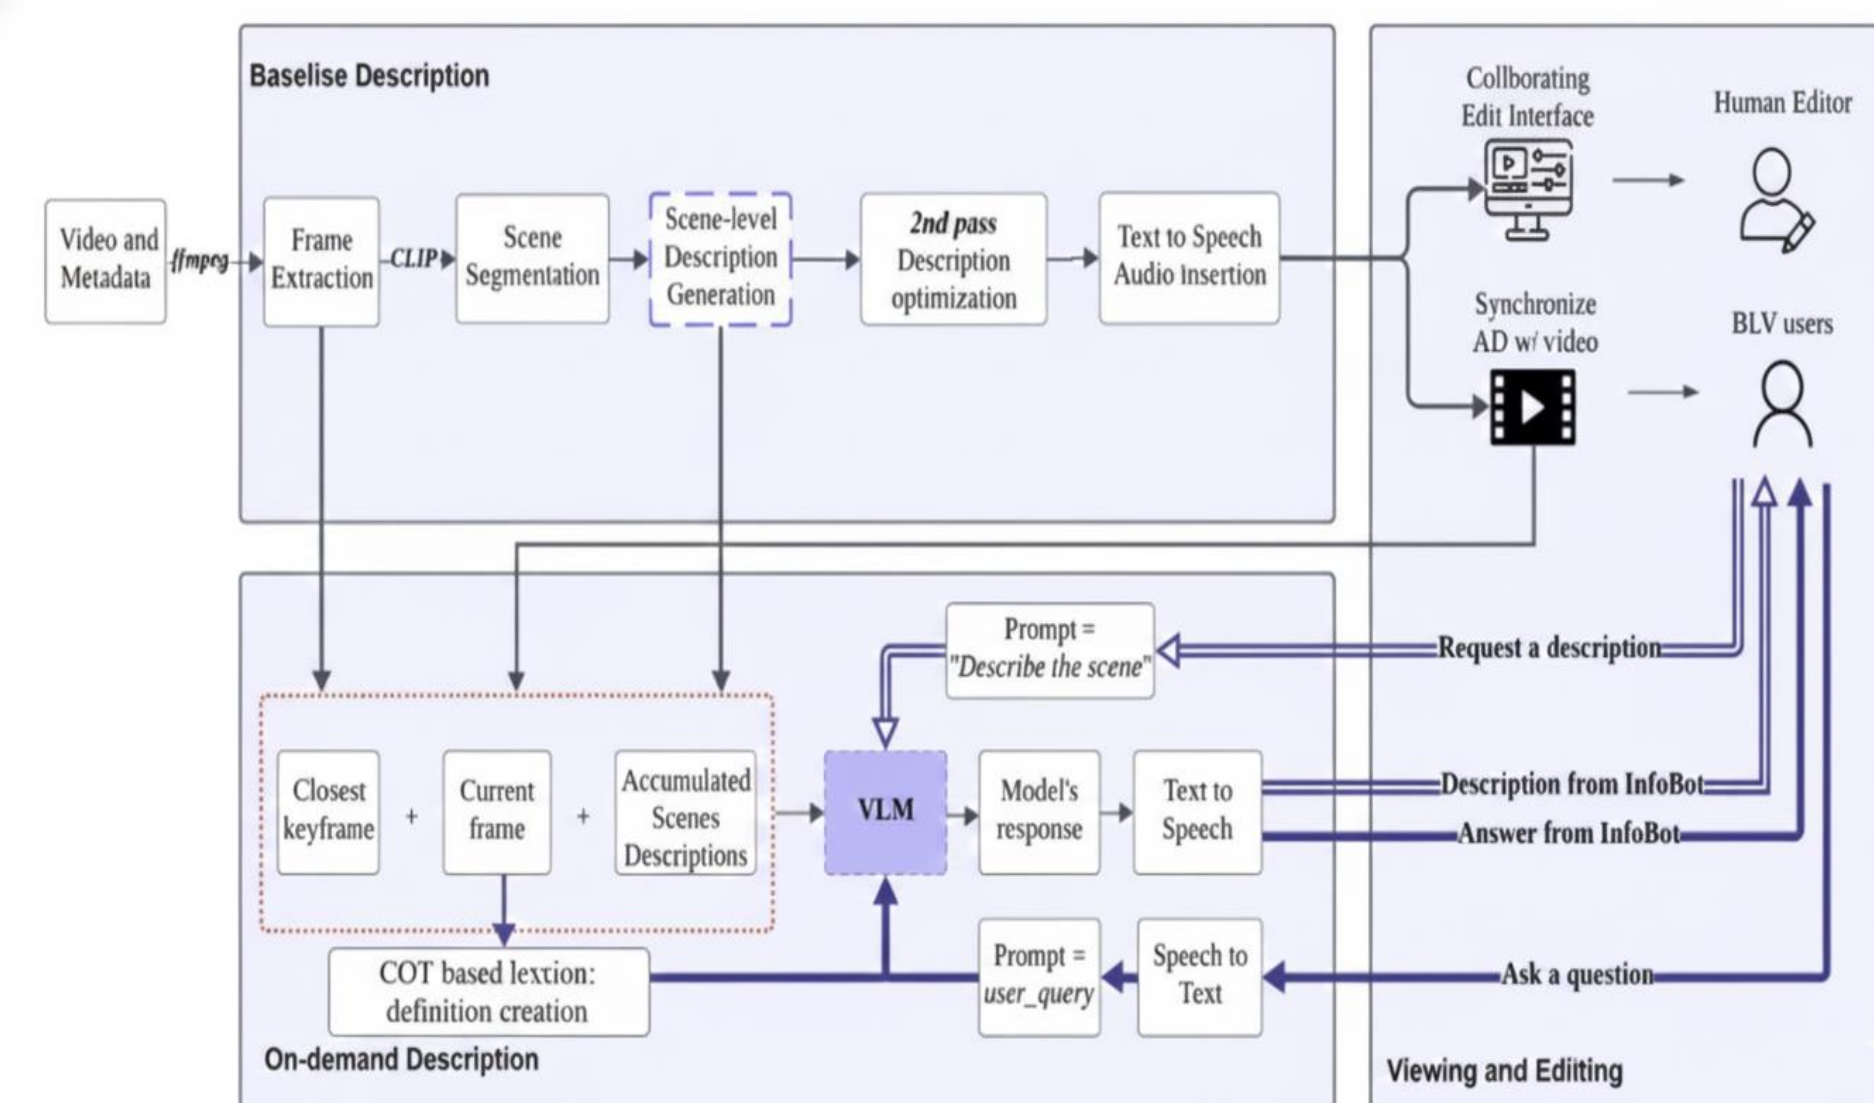 Baselise Description
Video and
Metadata
ffmpeg
Frame
Extraction
CLIP
Scene
Segmentation
Scene-level
Description
Generation
2nd pass
Description
optimization
Text to Speech
Audio Insertion
Collborating
Edit Interface
Human Editor
Synchronize
AD w/ video
BLV users
Prompt =
"Describe the scene"
Request a description
Closest
keyframe
+
Current
frame
+
Accumulated
Scenes
Descriptions
VLM
Model's
response
Text to
Speech
Description from InfoBot
Answer from InfoBot
COT based lextion:
definition creation
Prompt =
user_query
Speech to
Text
Ask a question
On-demand Description
Viewing and Ediiting